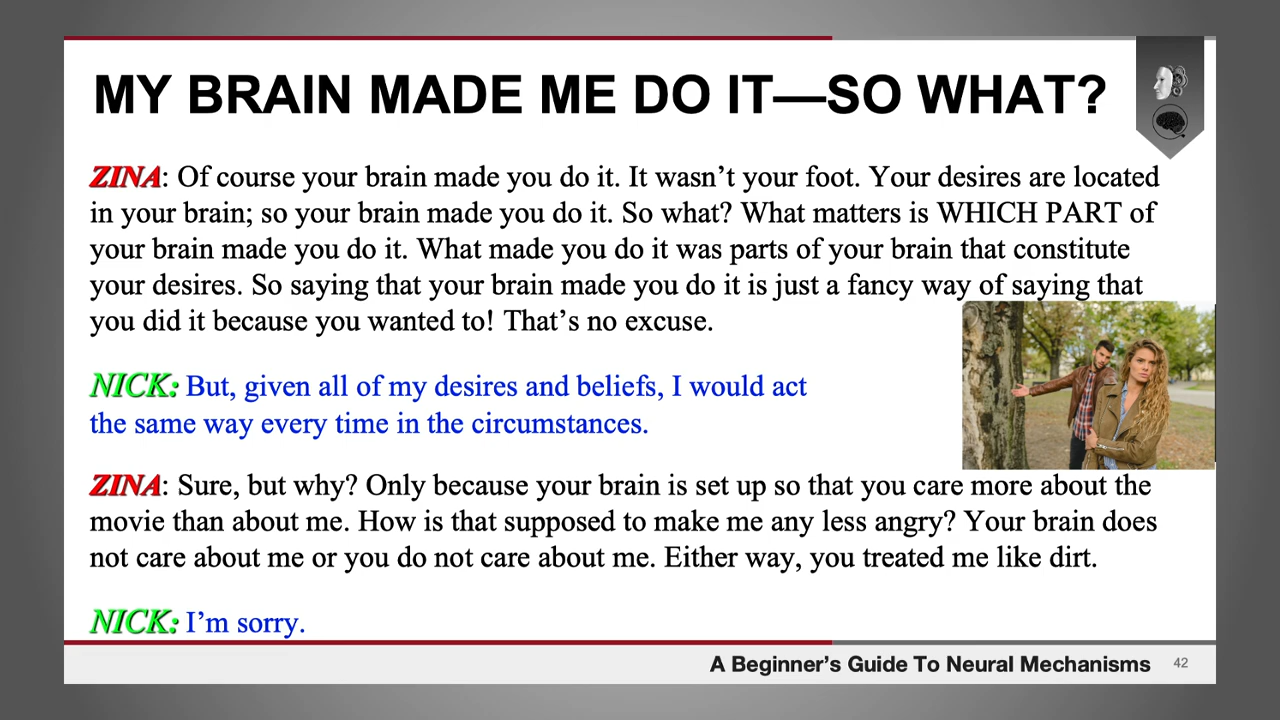 MY BRAIN MADE ME DO IT—SO WHAT?
ZINA: Of course your brain made you do it. It wasn’t your foot. Your desires are located
in your brain; so your brain made you do it. So what? What matters is WHICH PART of
your brain made you do it. What made you do it was parts of your brain that constitute
your desires. So saying that your brain made you do it is just a fancy way of saying that
you did it because you wanted to! That’s no excuse.
NICK: But, given all of my desires and beliefs, I would act
the same way every time in the circumstances.
ZINA: Sure, but why? Only because your brain is set up so that you care more about the
movie than about me. How is that supposed to make me any less angry? Your brain does
not care about me or you do not care about me. Either way, you treated me like dirt.
NICK: I’m sorry.
A Beginner’s Guide To Neural Mechanisms 42